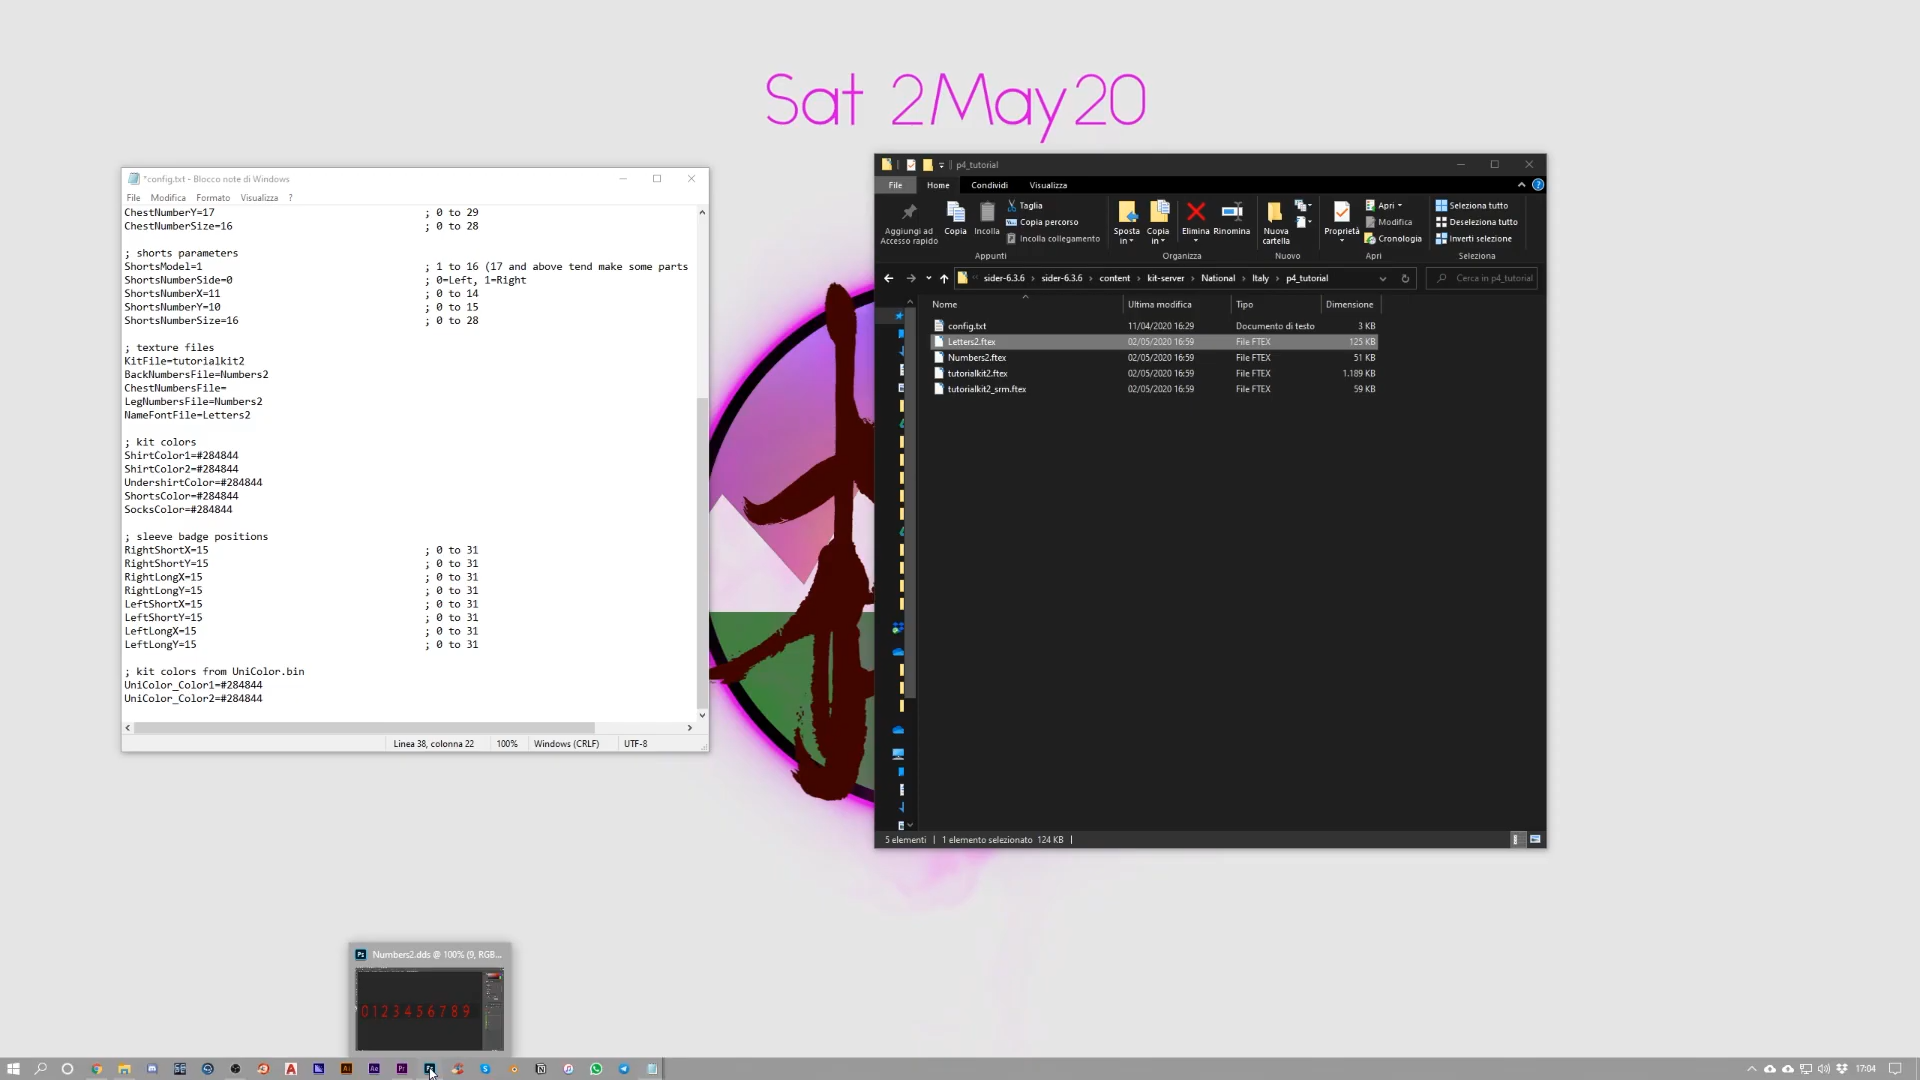 Sat 2May20
*config.txt - Blocco note di Windows
File Modifica Formato Visualizza ?
ChestNumberY=17 ; 0 to 29
ChestNumberSize=16 ; 0 to 28
; shorts parameters
ShortsModel=1 ; 1 to 16 (17 and above tend make some parts
ShortsNumberSide=0 ; 0=Left, 1=Right
ShortsNumberX=11 ; 0 to 14
ShortsNumberY=10 ; 0 to 15
ShortsNumberSize=16 ; 0 to 28
; texture files
KitFile=tutorialkit2
BackNumbersFile=Numbers2
ChestNumbersFile=
LegNumbersFile=Numbers2
NameFontFile=Letters2
; kit colors
ShirtColor1=#284844
ShirtColor2=#284844
UndershirtColor=#284844
ShortsColor=#284844
SocksColor=#284844
; sleeve badge positions
RightShortX=15 ; 0 to 31
RightShortY=15 ; 0 to 31
RightLongX=15 ; 0 to 31
RightLongY=15 ; 0 to 31
LeftShortX=15 ; 0 to 31
LeftShortY=15 ; 0 to 31
LeftLongX=15 ; 0 to 31
LeftLongY=15 ; 0 to 31
; kit colors from UniColor.bin
UniColor_Color1=#284844
UniColor_Color2=#284844
Linea 38, colonna 22 100% Windows (CRLF) UTF-8
p4_tutorial
File Home Condividi Visualizza
Aggiungi ad Accesso rapido
Copia
Incolla
Taglia
Copia percorso
Incolla collegamento
Appunti
Sposta in
Copia in
Elimina
Rinomina
Organizza
Nuova cartella
Nuovo
Proprietà
Apri
Modifica
Cronologia
Apri
Seleziona tutto
Deseleziona tutto
Inverti selezione
Seleziona
sider-6.3.6 › sider-6.3.6 › content › kit-server › National › Italy › p4_tutorial
Cerca in p4_tutorial
Nome Ultima modifica Tipo Dimensione
config.txt 11/04/2020 16:29 Documento di testo 3 KB
Letters2.ftex 02/05/2020 16:59 File FTEX 125 KB
Numbers2.ftex 02/05/2020 16:59 File FTEX 51 KB
tutorialkit2.ftex 02/05/2020 16:59 File FTEX 1.189 KB
tutorialkit2_srm.ftex 02/05/2020 16:59 File FTEX 59 KB
5 elementi | 1 elemento selezionato 124 KB |
Ps Numbers2.dds @ 100% (9, RGB...
0 1 2 3 4 5 6 7 8 9
Ai Ae Pr
17:04